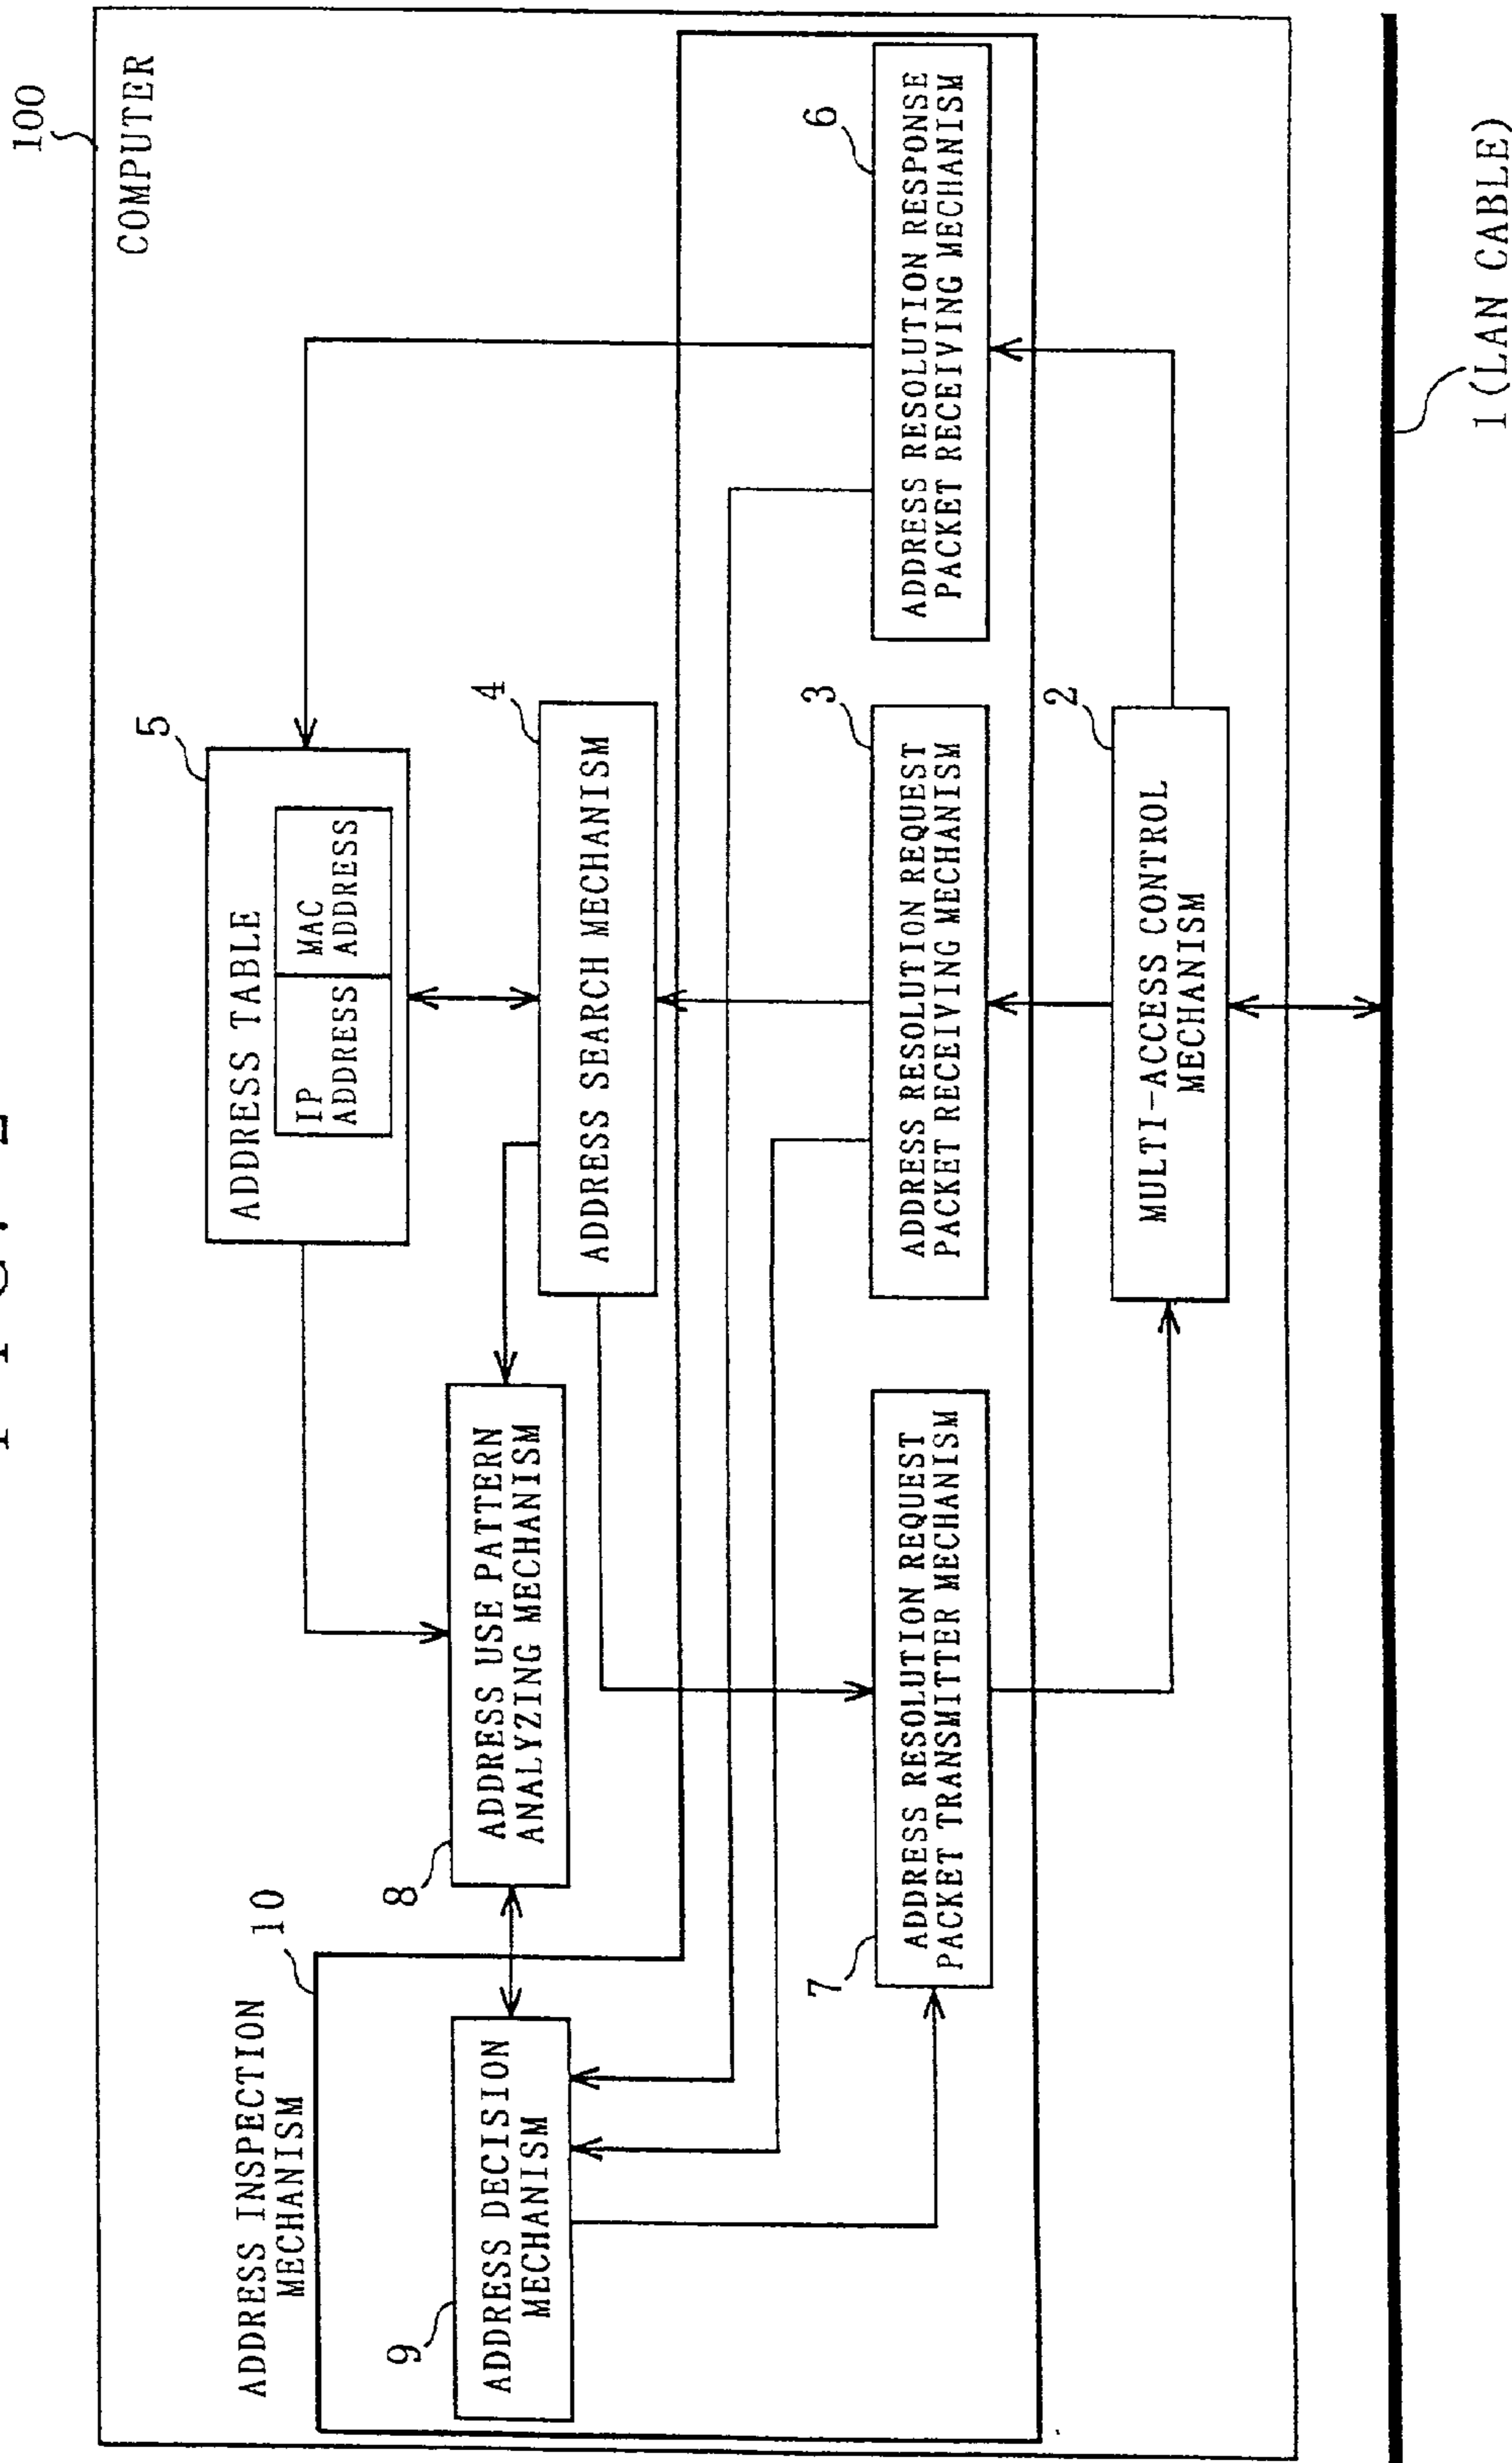 100
COMPUTER
5
ADDRESS TABLE
IP
ADDRESS
MAC
ADDRESS
ADDRESS INSPECTION
MECHANISM
10
9
ADDRESS DECISION
MECHANISM
8
ADDRESS USE PATTERN
ANALYZING MECHANISM
4
ADDRESS SEARCH MECHANISM
7
ADDRESS RESOLUTION REQUEST
PACKET TRANSMITTER MECHANISM
3
ADDRESS RESOLUTION REQUEST
PACKET RECEIVING MECHANISM
6
ADDRESS RESOLUTION RESPONSE
PACKET RECEIVING MECHANISM
2
MULTI-ACCESS CONTROL
MECHANISM
1 (LAN CABLE)